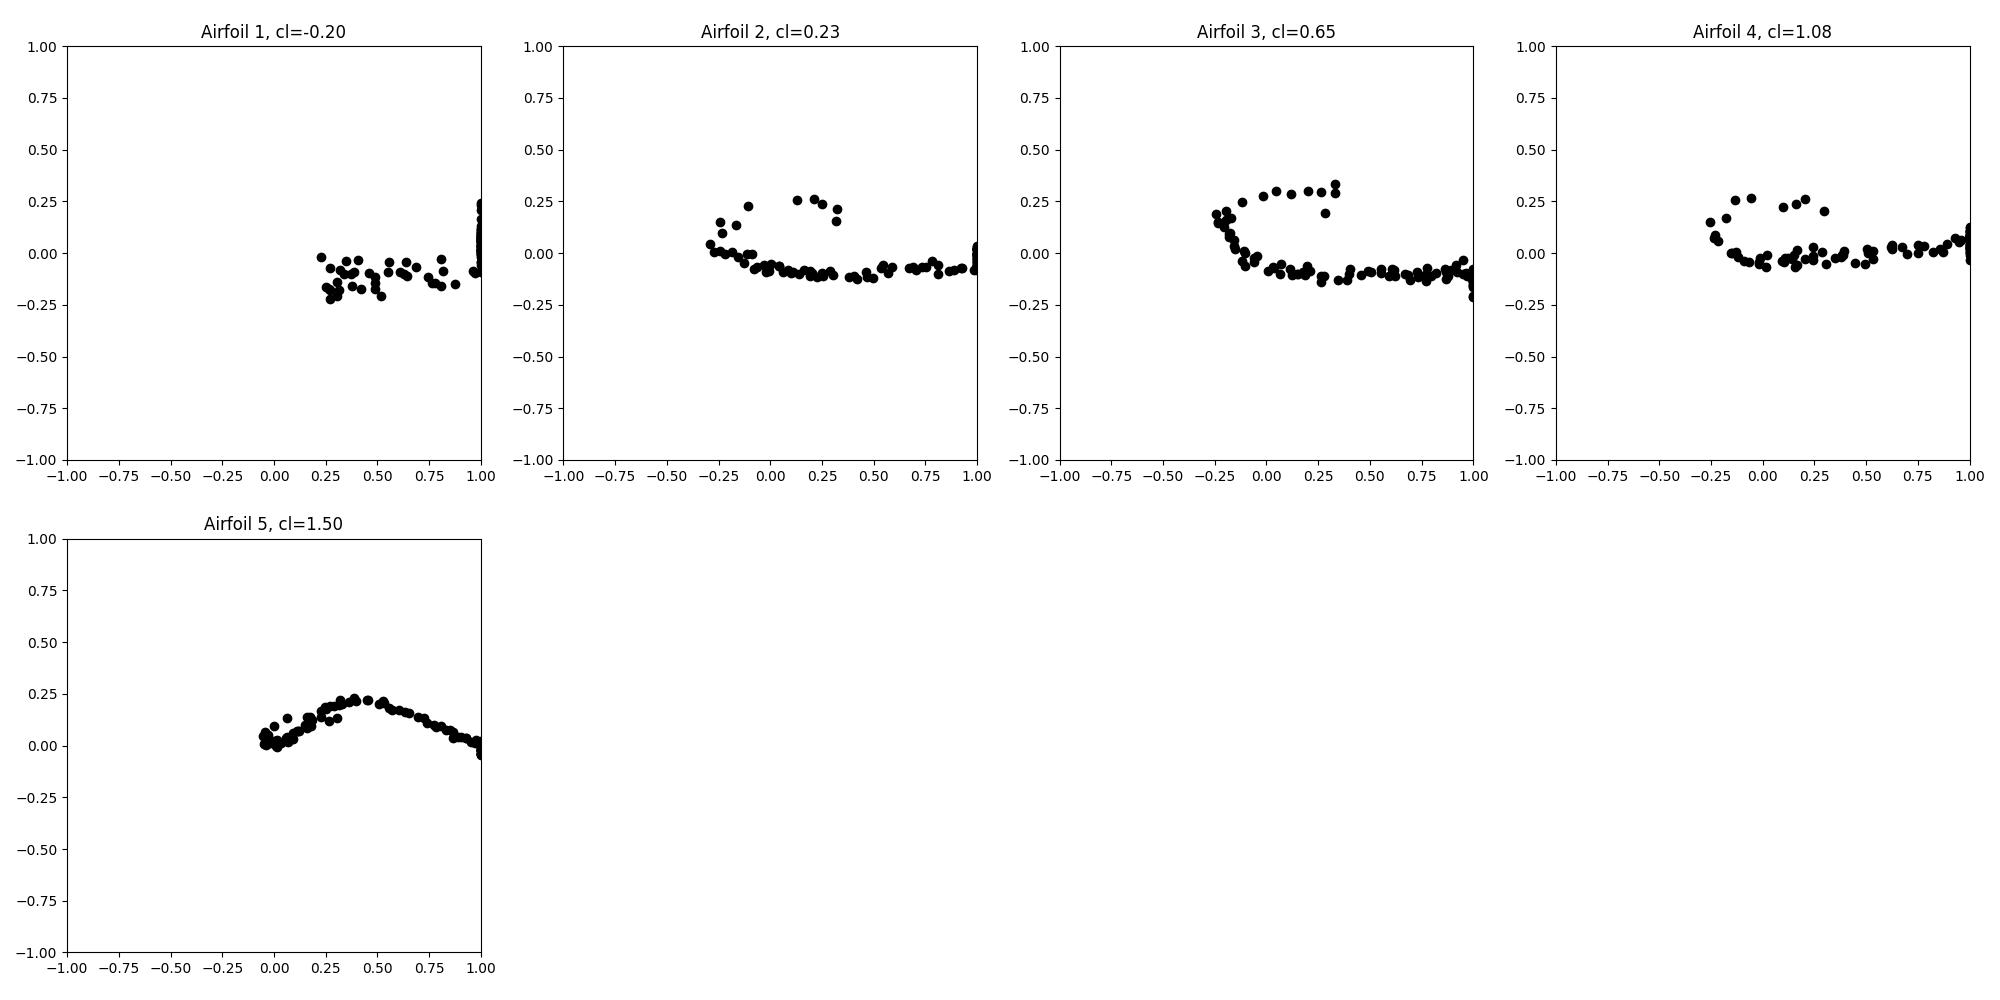 Airfoil 1, cl=-0.20
Airfoil 2, cl=0.23
Airfoil 3, cl=0.65
Airfoil 4, cl=1.08
1.00 1.00 1.00 1.00
0.75 0.75 0.75 0.75
0.50 0.50 0.50 0.50
0.25 0.25 0.25 0.25
0.00 0.00 0.00 0.00
−0.25 −0.25 −0.25 −0.25
−0.50 −0.50 −0.50 −0.50
−0.75 −0.75 −0.75 −0.75
−1.00 −1.00 −1.00 −1.00
−1.00 −0.75 −0.50 −0.25 0.00 0.25 0.50 0.75 1.00
−1.00 −0.75 −0.50 −0.25 0.00 0.25 0.50 0.75 1.00
−1.00 −0.75 −0.50 −0.25 0.00 0.25 0.50 0.75 1.00
−1.00 −0.75 −0.50 −0.25 0.00 0.25 0.50 0.75 1.00
Airfoil 5, cl=1.50
1.00
0.75
0.50
0.25
0.00
−0.25
−0.50
−0.75
−1.00
−1.00 −0.75 −0.50 −0.25 0.00 0.25 0.50 0.75 1.00